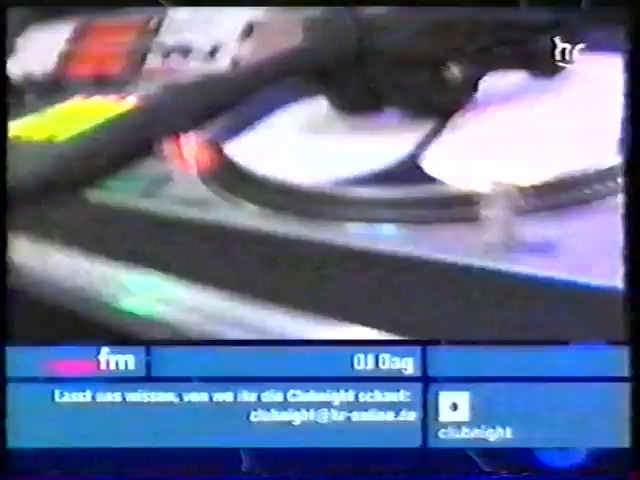 hr
fm
DJ Dag
Lasst uns wissen, von wo ihr die Clubnight schaut:
clubnight@hr-online.de
clubnight